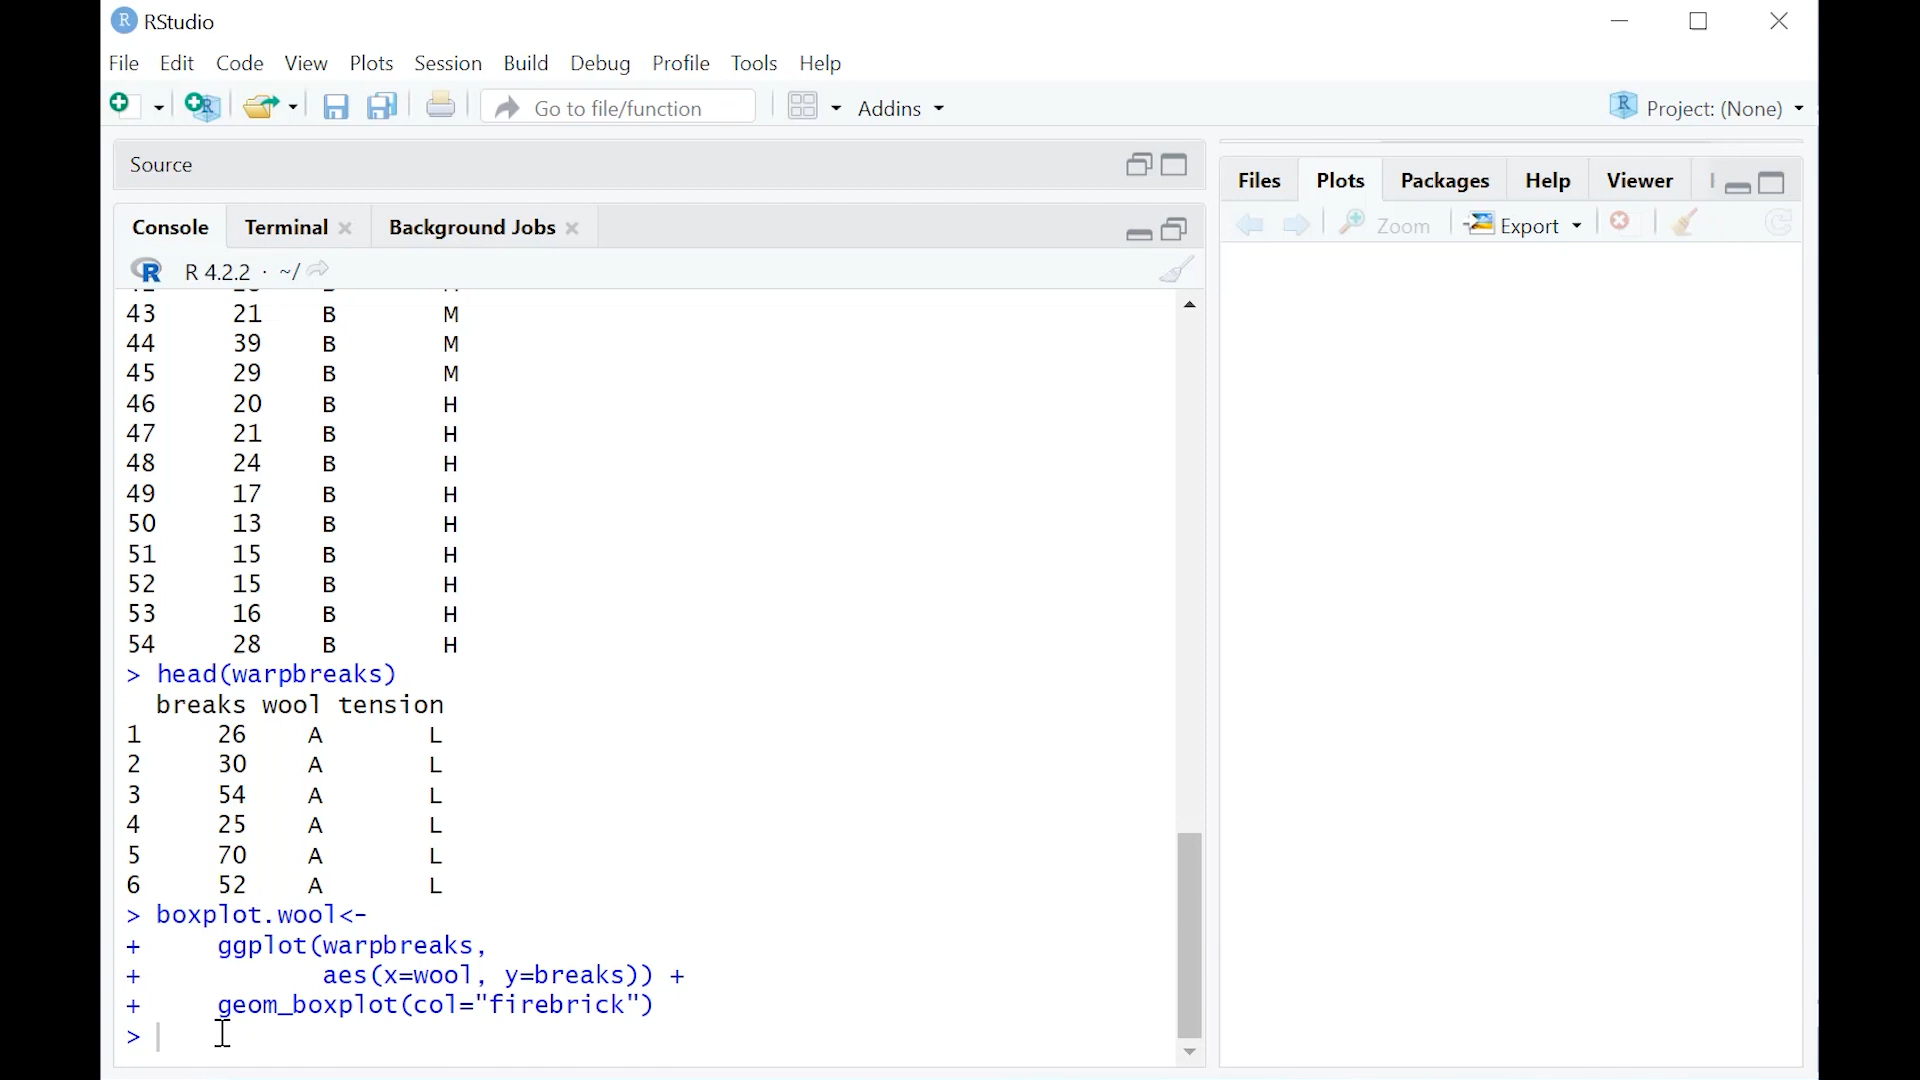 RStudio
File Edit Code View Plots Session Build Debug Profile Tools Help
Go to file/function Addins Project: (None)
Source
Console Terminal Background Jobs
R 4.2.2 · ~/
43 21 B M
44 39 B M
45 29 B M
46 20 B H
47 21 B H
48 24 B H
49 17 B H
50 13 B H
51 15 B H
52 15 B H
53 16 B H
54 28 B H
> head(warpbreaks)
breaks wool tension
1 26 A L
2 30 A L
3 54 A L
4 25 A L
5 70 A L
6 52 A L
> boxplot.wool<-
+ ggplot(warpbreaks,
+ aes(x=wool, y=breaks)) +
+ geom_boxplot(col="firebrick")
>
Files Plots Packages Help Viewer
Zoom Export